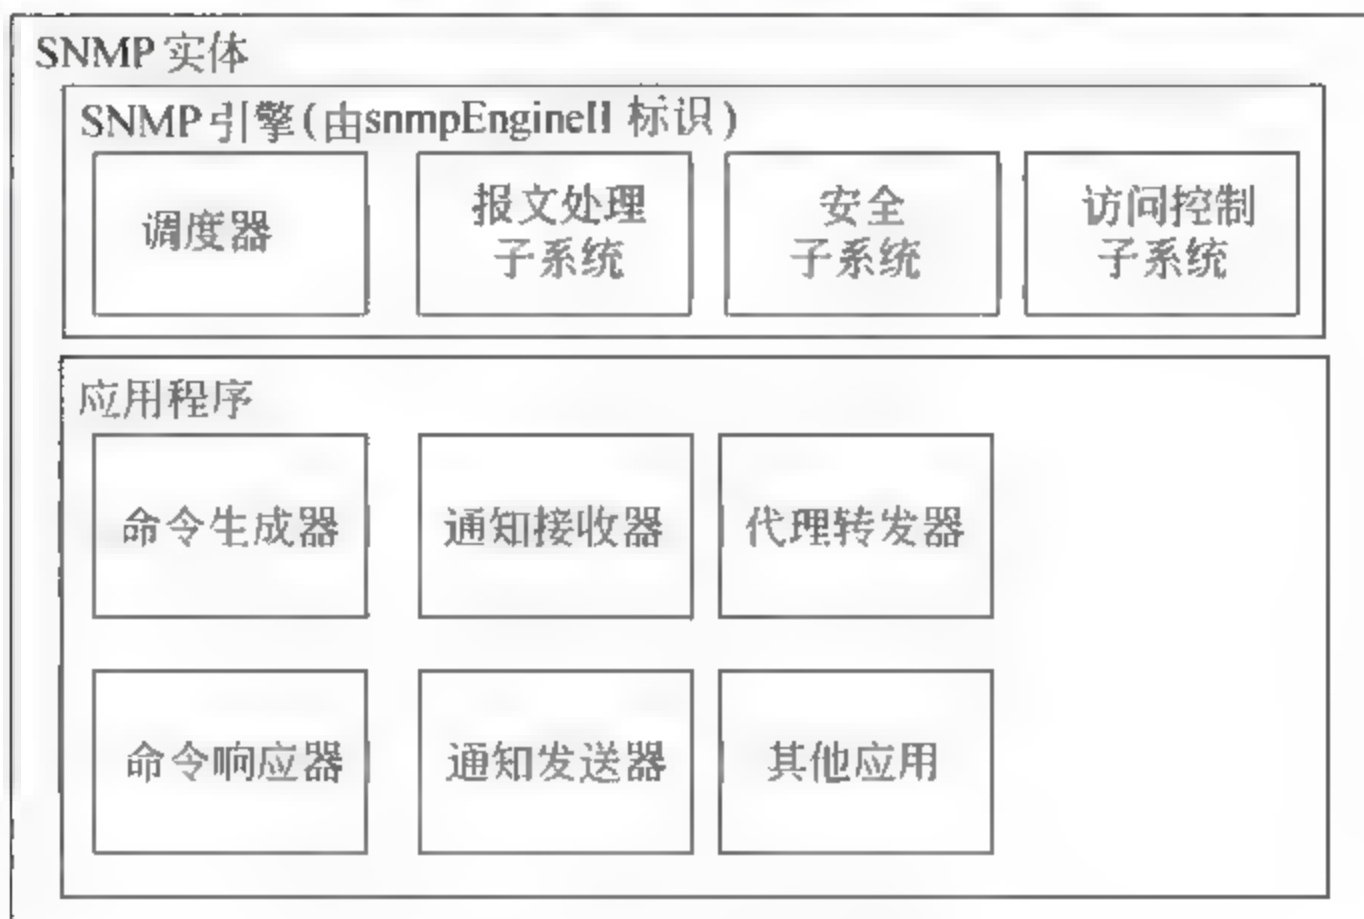 SNMP 实体
SNMP 引擎(由snmpEngineII 标识)
调度器
报文处理
子系统
安全
子系统
访问控制
子系统
应用程序
命令生成器
通知接收器
代理转发器
命令响应器
通知发送器
其他应用